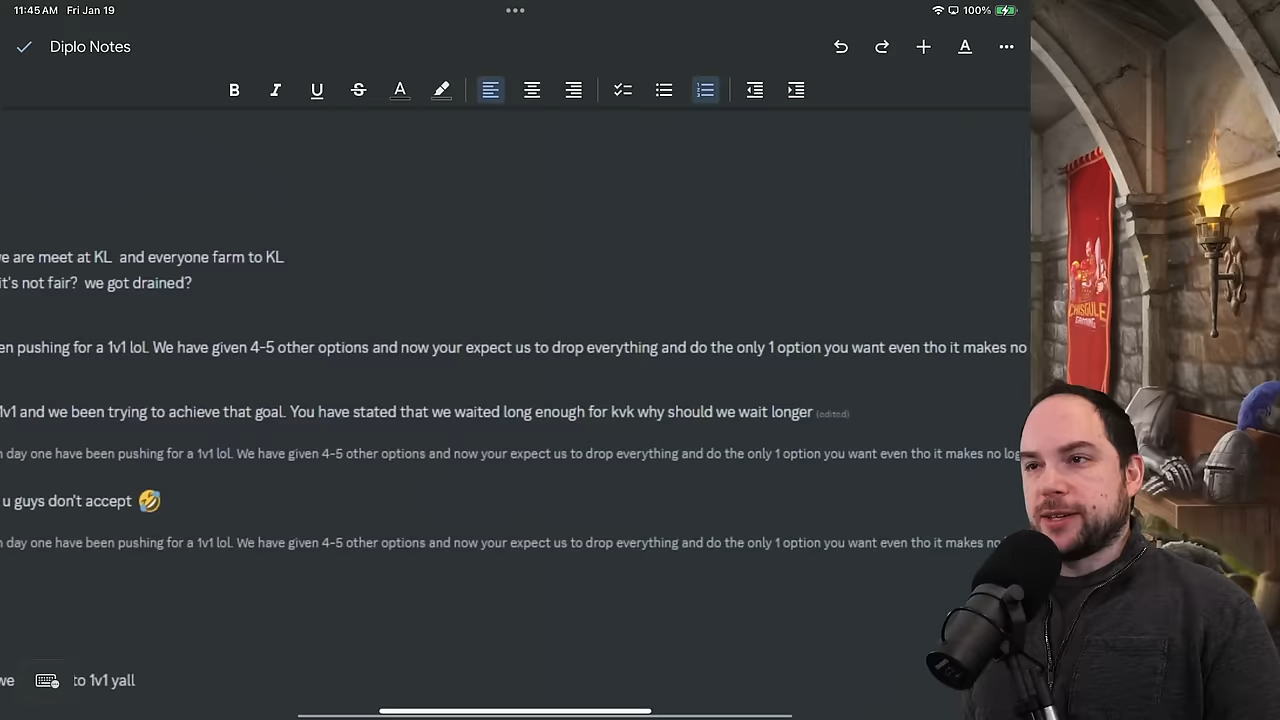 11:45 AM Fri Jan 19
100%
Diplo Notes
B I U S A
A
we are meet at KL and everyone farm to KL
it's not fair? we got drained?
en pushing for a 1v1 lol. We have given 4-5 other options and now your expect us to drop everything and do the only 1 option you want even tho it makes no
1v1 and we been trying to achieve that goal. You have stated that we waited long enough for kvk why should we wait longer (edited)
n day one have been pushing for a 1v1 lol. We have given 4-5 other options and now your expect us to drop everything and do the only 1 option you want even tho it makes no log
u guys don't accept 🤣
n day one have been pushing for a 1v1 lol. We have given 4-5 other options and now your expect us to drop everything and do the only 1 option you want even tho it makes no
we to 1v1 yall
CHISGULE
GAMING